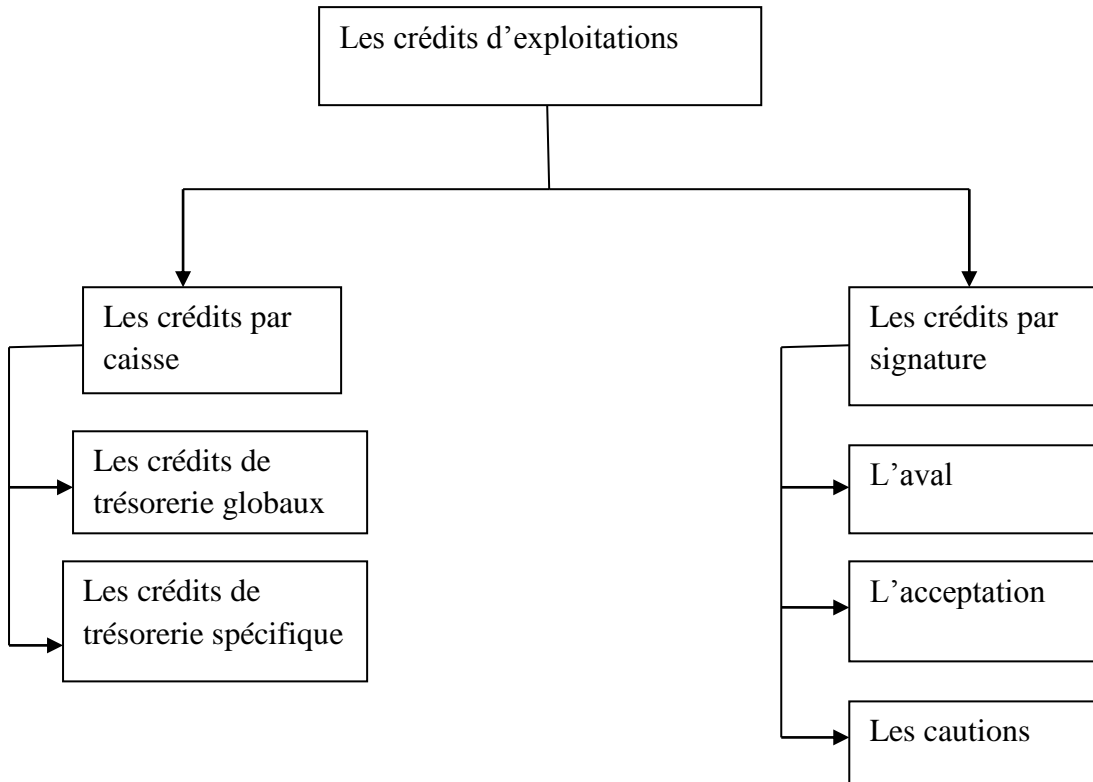 Les crédits d’exploitations
Les crédits par
caisse
Les crédits de
trésorerie globaux
Les crédits de
trésorerie spécifique
Les crédits par
signature
L’aval
L’acceptation
Les cautions